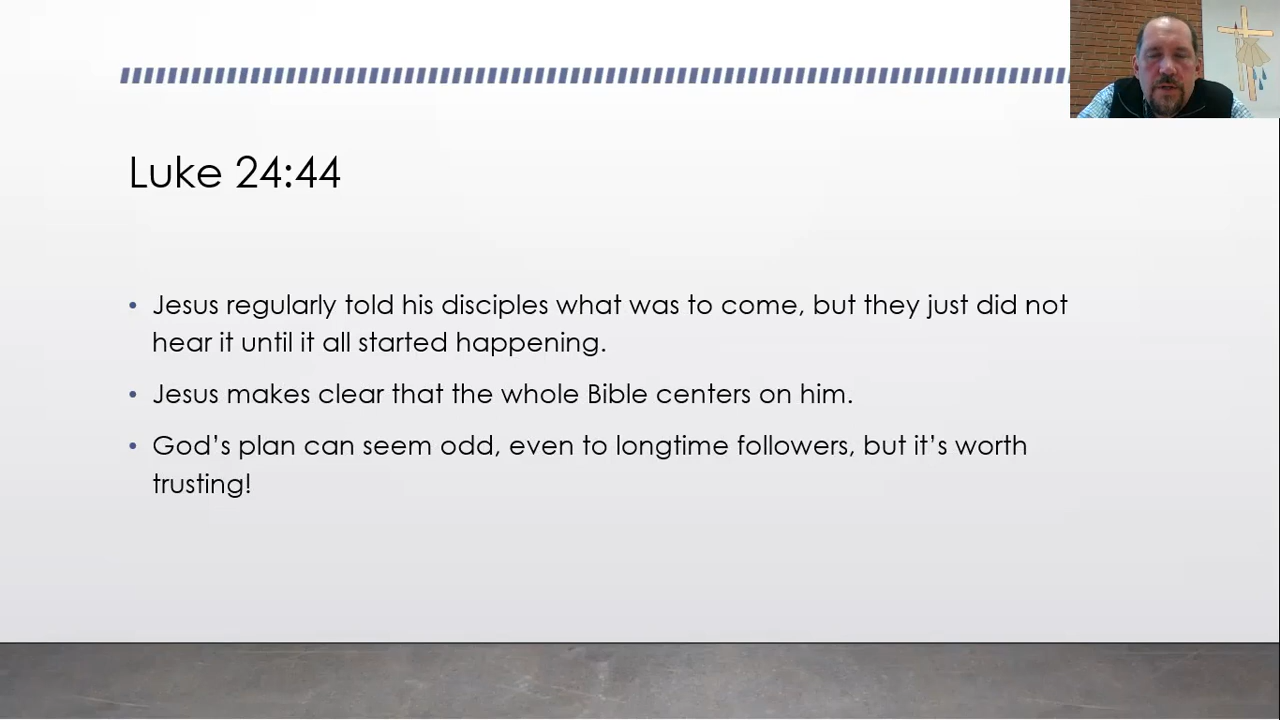 Luke 24:44
• Jesus regularly told his disciples what was to come, but they just did not
hear it until it all started happening.
• Jesus makes clear that the whole Bible centers on him.
• God’s plan can seem odd, even to longtime followers, but it’s worth
trusting!